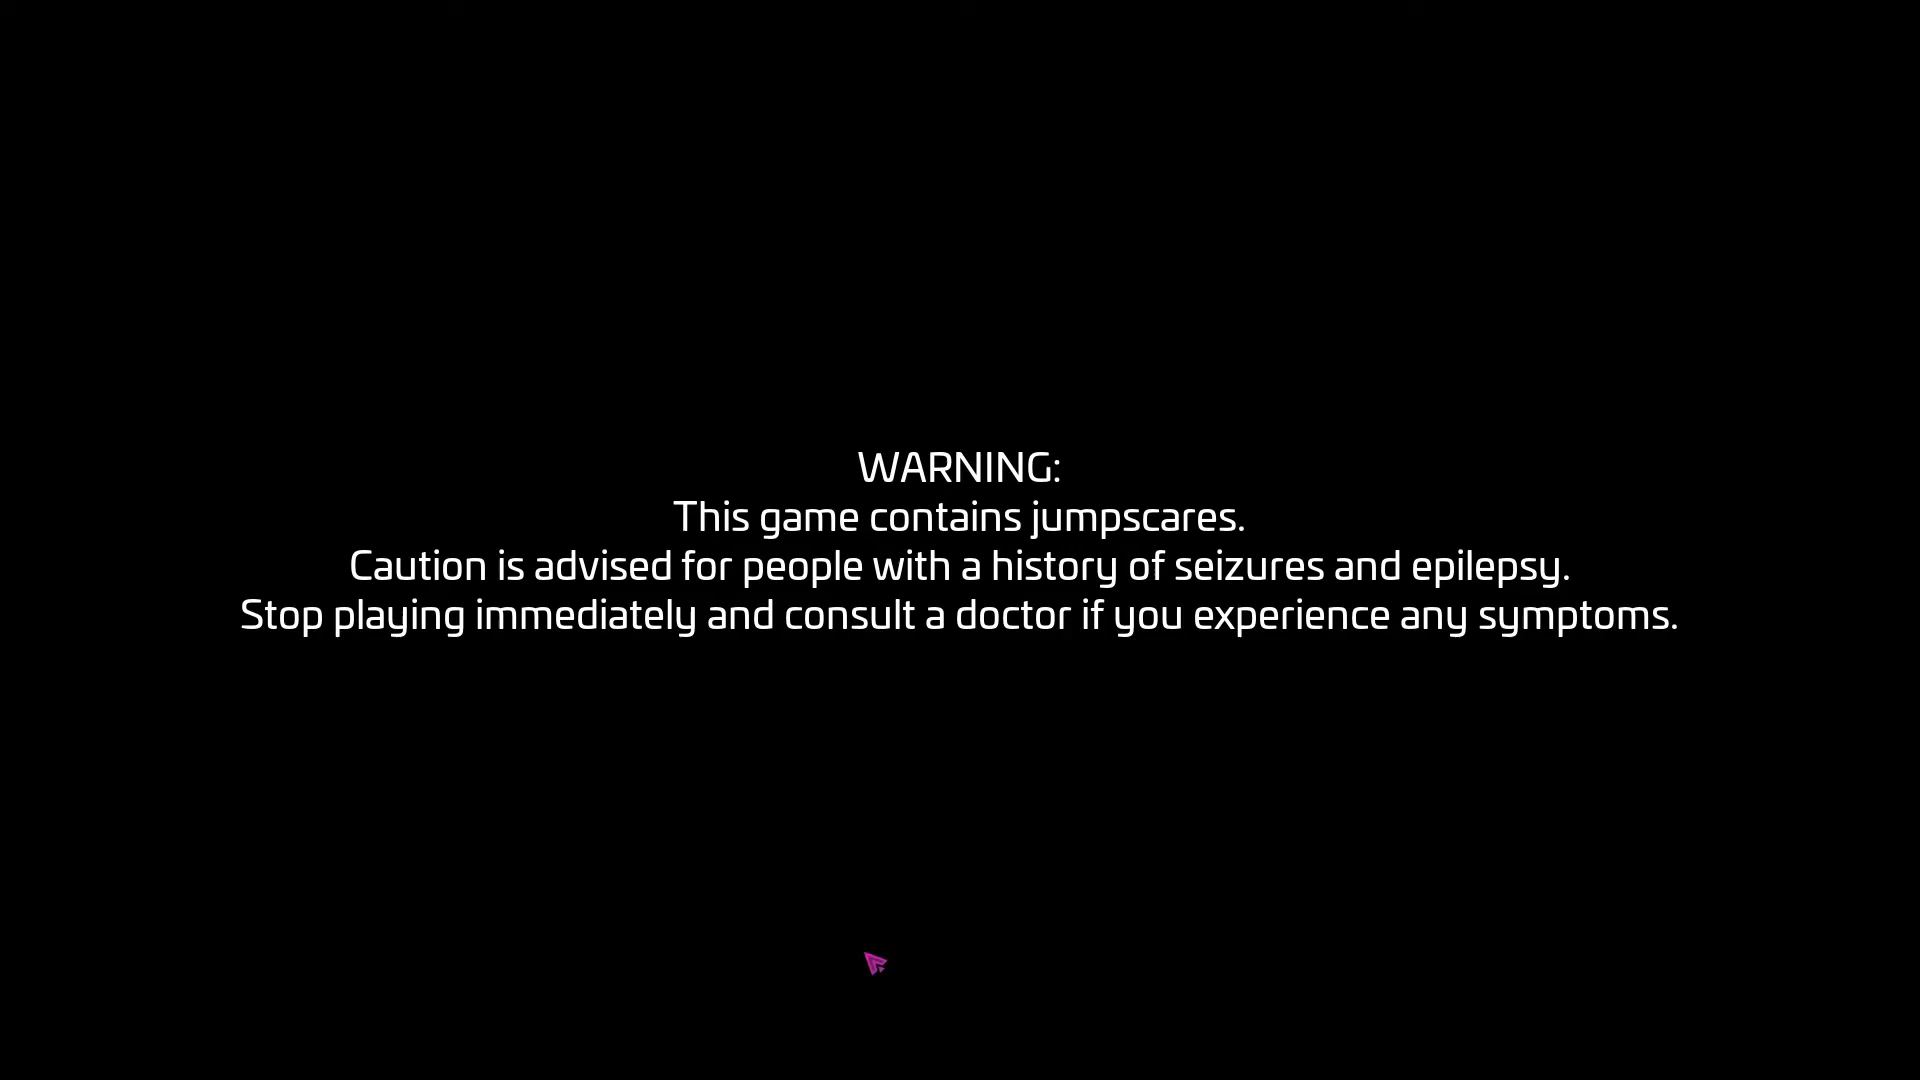 WARNING:
This game contains jumpscares.
Caution is advised for people with a history of seizures and epilepsy.
Stop playing immediately and consult a doctor if you experience any symptoms.